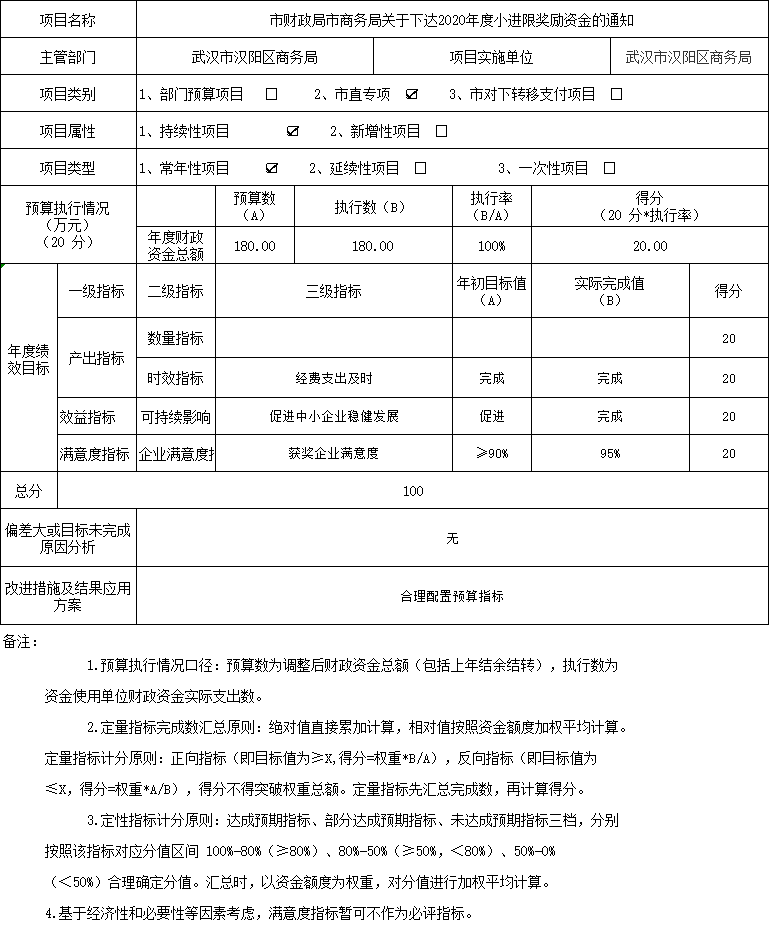 项目名称 市财政局市商务局关于下达2020年度小进限奖励资金的通知
主管部门 武汉市汉阳区商务局 项目实施单位 武汉市汉阳区商务局
项目类别 1、部门预算项目 □ 2、市直专项 ☑ 3、市对下转移支付项目 □
项目属性 1、持续性项目 ☑ 2、新增性项目 □
项目类型 1、常年性项目 ☑ 2、延续性项目 □ 3、一次性项目 □
预算执行情况
(万元)
(20 分)
预算数
(A)
执行数(B)
执行率
(B/A)
得分
(20 分*执行率)
年度财政
资金总额
180.00 180.00 100% 20.00
年度绩
效目标
一级指标 二级指标 三级指标
年初目标值
(A)
实际完成值
(B)
得分
产出指标
数量指标 20
时效指标 经费支出及时 完成 完成 20
效益指标 可持续影响 促进中小企业稳健发展 促进 完成 20
满意度指标 企业满意度指 获奖企业满意度 ≥90% 95% 20
总分 100
偏差大或目标未完成
原因分析
无
改进措施及结果应用
方案
合理配置预算指标
备注：
1.预算执行情况口径：预算数为调整后财政资金总额（包括上年结余结转），执行数为
资金使用单位财政资金实际支出数。
2.定量指标完成数汇总原则：绝对值直接累加计算，相对值按照资金额度加权平均计算。
定量指标计分原则：正向指标（即目标值为≥X,得分=权重*B/A），反向指标（即目标值为
≤X，得分=权重*A/B），得分不得突破权重总额。定量指标先汇总完成数，再计算得分。
3.定性指标计分原则：达成预期指标、部分达成预期指标、未达成预期指标三档，分别
按照该指标对应分值区间 100%-80%（≥80%）、80%-50%（≥50%，＜80%）、50%-0%
（＜50%）合理确定分值。汇总时，以资金额度为权重，对分值进行加权平均计算。
4.基于经济性和必要性等因素考虑，满意度指标暂可不作为必评指标。